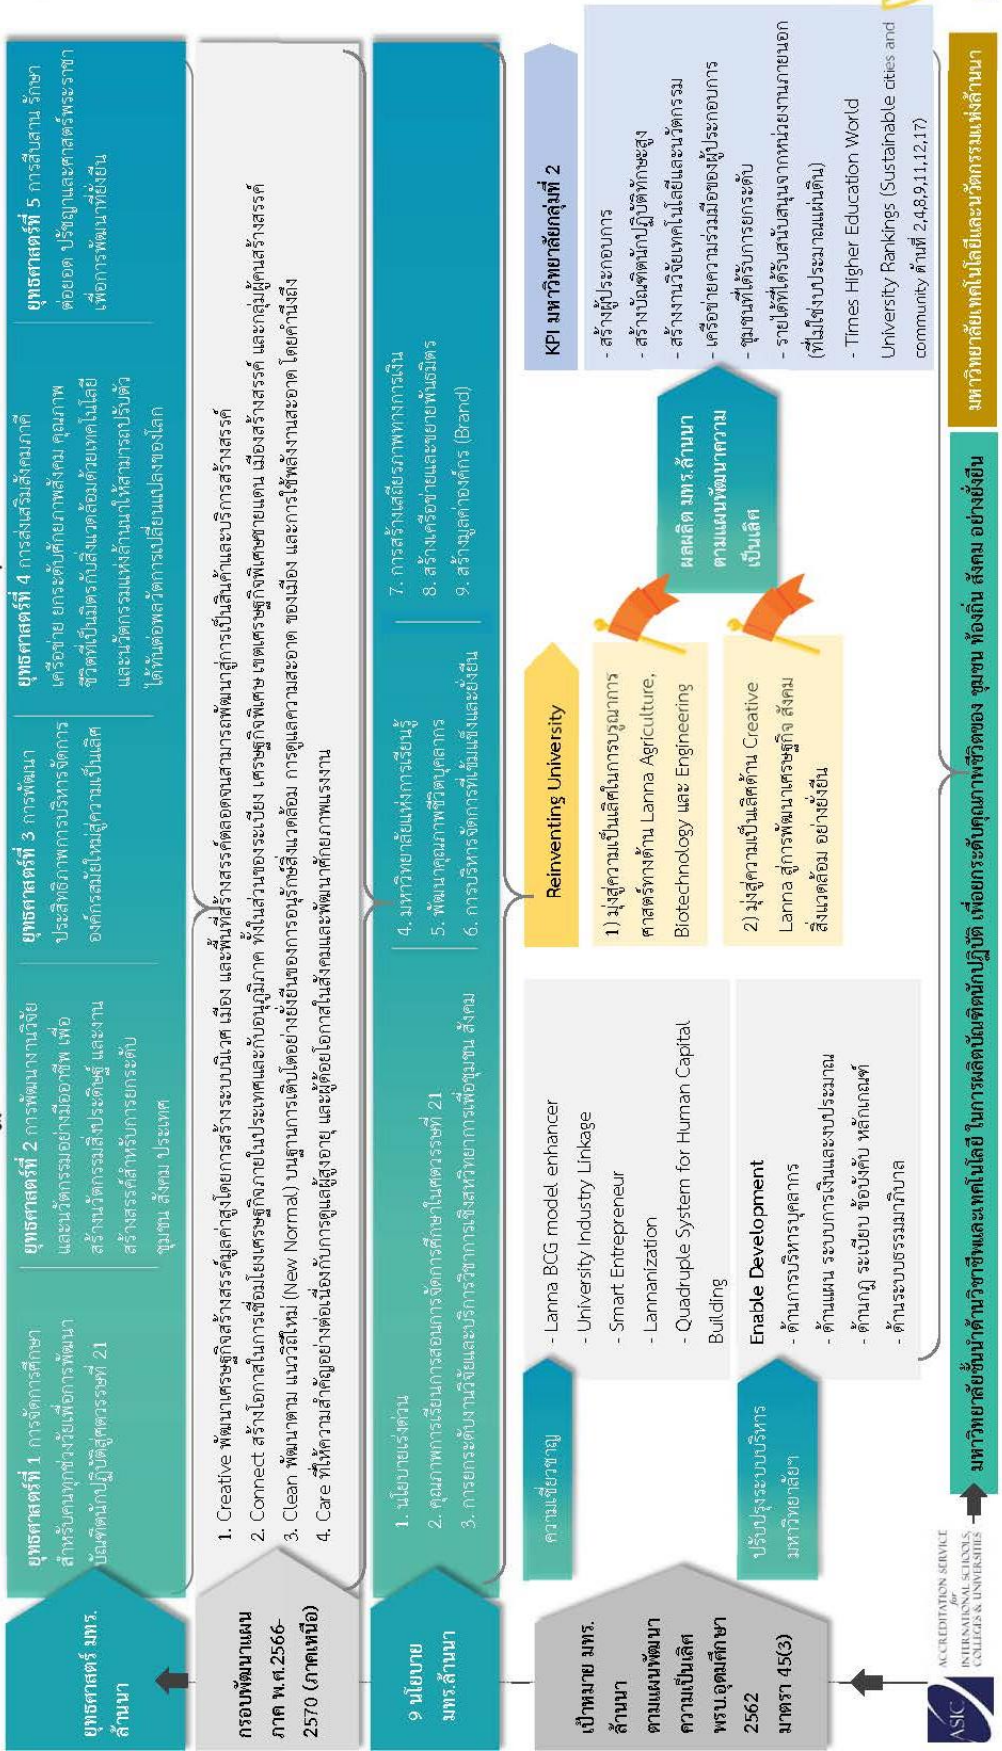 ยุทธศาสตร์ มทร.
ล้านนา
ยุทธศาสตร์ที่ 1 การจัดการศึกษา
สำหรับคนทุกช่วงวัยเพื่อการพัฒนา
บัณฑิตนักปฏิบัติสู่ศตวรรษที่ 21
ยุทธศาสตร์ที่ 2 การพัฒนางานวิจัย
และนวัตกรรมอย่างมืออาชีพ เพื่อ
สร้างนวัตกรรมสิ่งประดิษฐ์ และงาน
สร้างสรรค์สำหรับการยกระดับ
ชุมชน สังคม ประเทศ
ยุทธศาสตร์ที่ 3 การพัฒนา
ประสิทธิภาพการบริหารจัดการ
องค์กรสมัยใหม่สู่ความเป็นเลิศ
ยุทธศาสตร์ที่ 4 การส่งเสริมสังคมภาคี
เครือข่าย ยกระดับศักยภาพสังคม คุณภาพ
ชีวิตที่เป็นมิตรกับสิ่งแวดล้อมด้วยเทคโนโลยี
และนวัตกรรมแห่งล้านนาให้สามารถปรับตัว
ได้ทันต่อพลวัตการเปลี่ยนแปลงของโลก
ยุทธศาสตร์ที่ 5 การสืบสาน รักษา
ต่อยอด ปรัชญาและศาสตร์พระราชา
เพื่อการพัฒนาที่ยั่งยืน
กรอบพัฒนาแผน
ภาค พ.ศ.2566-
2570 (ภาคเหนือ)
1. Creative พัฒนาเศรษฐกิจสร้างสรรค์มูลค่าสูงโดยการสร้างระบบนิเวศ เมือง และพื้นที่สร้างสรรค์ตลอดจนสามารถพัฒนาสู่การเป็นสินค้าและบริการสร้างสรรค์
2. Connect สร้างโอกาสในการเชื่อมโยงเศรษฐกิจภายในประเทศและกับอนุภูมิภาค ทั้งในส่วนของระเบียง เศรษฐกิจพิเศษ เขตเศรษฐกิจพิเศษชายแดน เมืองสร้างสรรค์ และกลุ่มผู้คนสร้างสรรค์
3. Clean พัฒนาตาม แนววิถีใหม่ (New Normal) บนฐานการเติบโตอย่างยั่งยืนของการอนุรักษ์สิ่งแวดล้อม การดูแลความสะอาด ของเมือง และการใช้พลังงานสะอาด โดยคำนึงถึง
4. Care ที่ให้ความสำคัญอย่างต่อเนื่องกับการดูแลผู้สูงอายุ และผู้ด้อยโอกาสในสังคมและพัฒนาศักยภาพแรงงาน
9 นโยบาย
มทร.ล้านนา
1. นโยบายเร่งด่วน
2. คุณภาพการเรียนการสอนการจัดการศึกษาในศตวรรษที่ 21
3. การยกระดับงานวิจัยและบริการวิชาการเชิงสหวิทยาการเพื่อชุมชน สังคม
4. มหาวิทยาลัยแห่งการเรียนรู้
5. พัฒนาคุณภาพชีวิตบุคลากร
6. การบริหารจัดการที่เข้มแข็งและยั่งยืน
7. การสร้างเสถียรภาพทางการเงิน
8. สร้างเครือข่ายและขยายพันธมิตร
9. สร้างมูลค่าองค์กร (Brand)
เป้าหมาย มทร.
ล้านนา
ตามแผนพัฒนา
ความเป็นเลิศ
พรบ.อุดมศึกษา
2562
มาตรา 45(3)
ความเชี่ยวชาญ
- Lanna BCG model enhancer
- University Industry Linkage
- Smart Entrepreneur
- Lannanization
- Quadruple System for Human Capital
Building
ปรับปรุงระบบบริหาร
มหาวิทยาลัยฯ
Enable Development
- ด้านการบริหารบุคลากร
- ด้านแผน ระบบการเงินและงบประมาณ
- ด้านกฎ ระเบียบ ข้อบังคับ หลักเกณฑ์
- ด้านระบบธรรมมาภิบาล
Reinventing University
1) มุ่งสู่ความเป็นเลิศในการบูรณาการ
ศาสตร์ทางด้าน Lanna Agriculture,
Biotechnology และ Engineering
2) มุ่งสู่ความเป็นเลิศด้าน Creative
Lanna สู่การพัฒนาเศรษฐกิจ สังคม
สิ่งแวดล้อม อย่างยั่งยืน
ผลผลิต มทร.ล้านนา
ตามแผนพัฒนาความ
เป็นเลิศ
KPI มหาวิทยาลัยกลุ่มที่ 2
- สร้างผู้ประกอบการ
- สร้างบัณฑิตนักปฏิบัติทักษะสูง
- สร้างงานวิจัยเทคโนโลยีและนวัตกรรม
- เครือข่ายความร่วมมือของผู้ประกอบการ
- ชุมชนที่ได้รับการยกระดับ
- รายได้ที่ได้รับสนับสนุนจากหน่วยงานภายนอก
(ที่ไม่ใช่งบประมาณแผ่นดิน)
- Times Higher Education World
University Rankings (Sustainable cities and
community ด้านที่ 2,4,8,9,11,12,17)
ASIC
ACCREDITATION SERVICE
for
INTERNATIONAL SCHOOLS,
COLLEGES & UNIVERSITIES
มหาวิทยาลัยชั้นนำด้านวิชาชีพและเทคโนโลยี ในการผลิตบัณฑิตนักปฏิบัติ เพื่อยกระดับคุณภาพชีวิตของ ชุมชน ท้องถิ่น สังคม อย่างยั่งยืน
มหาวิทยาลัยเทคโนโลยีและนวัตกรรมแห่งล้านนา